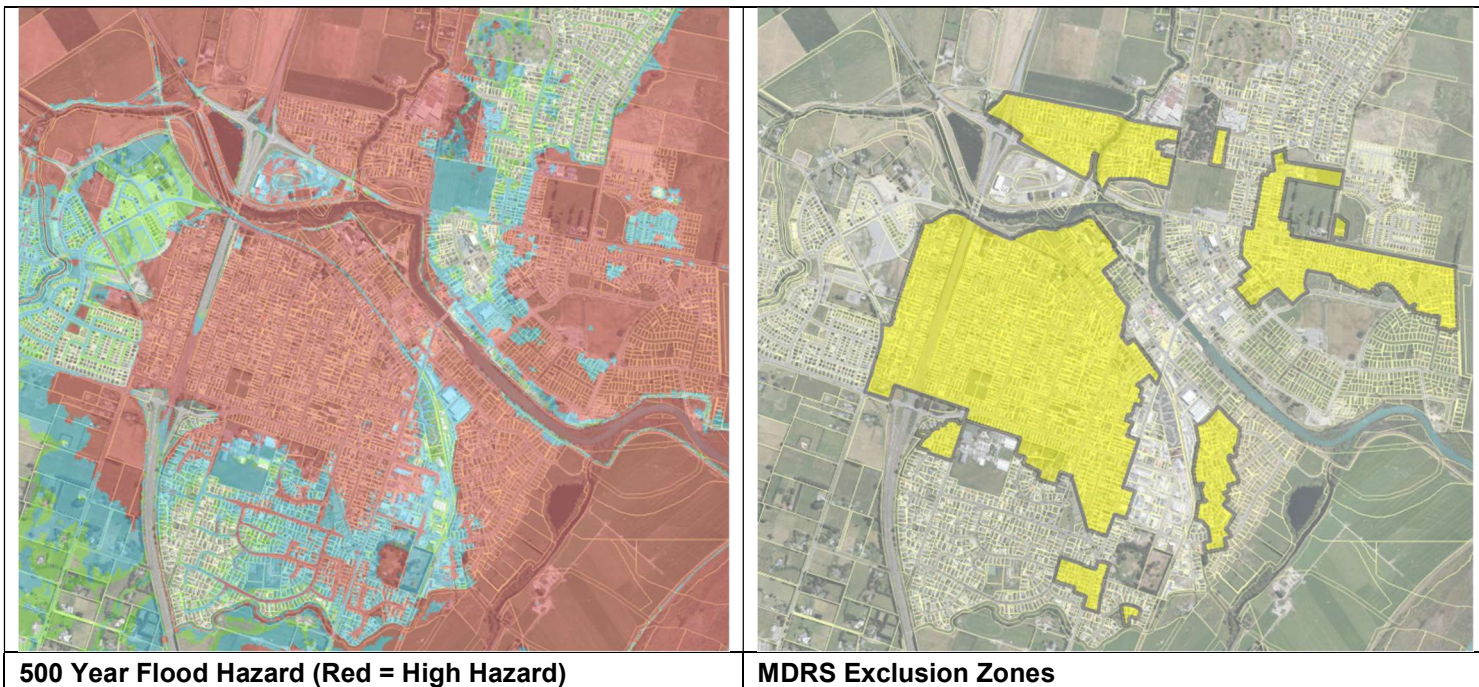 500 Year Flood Hazard (Red = High Hazard)
MDRS Exclusion Zones